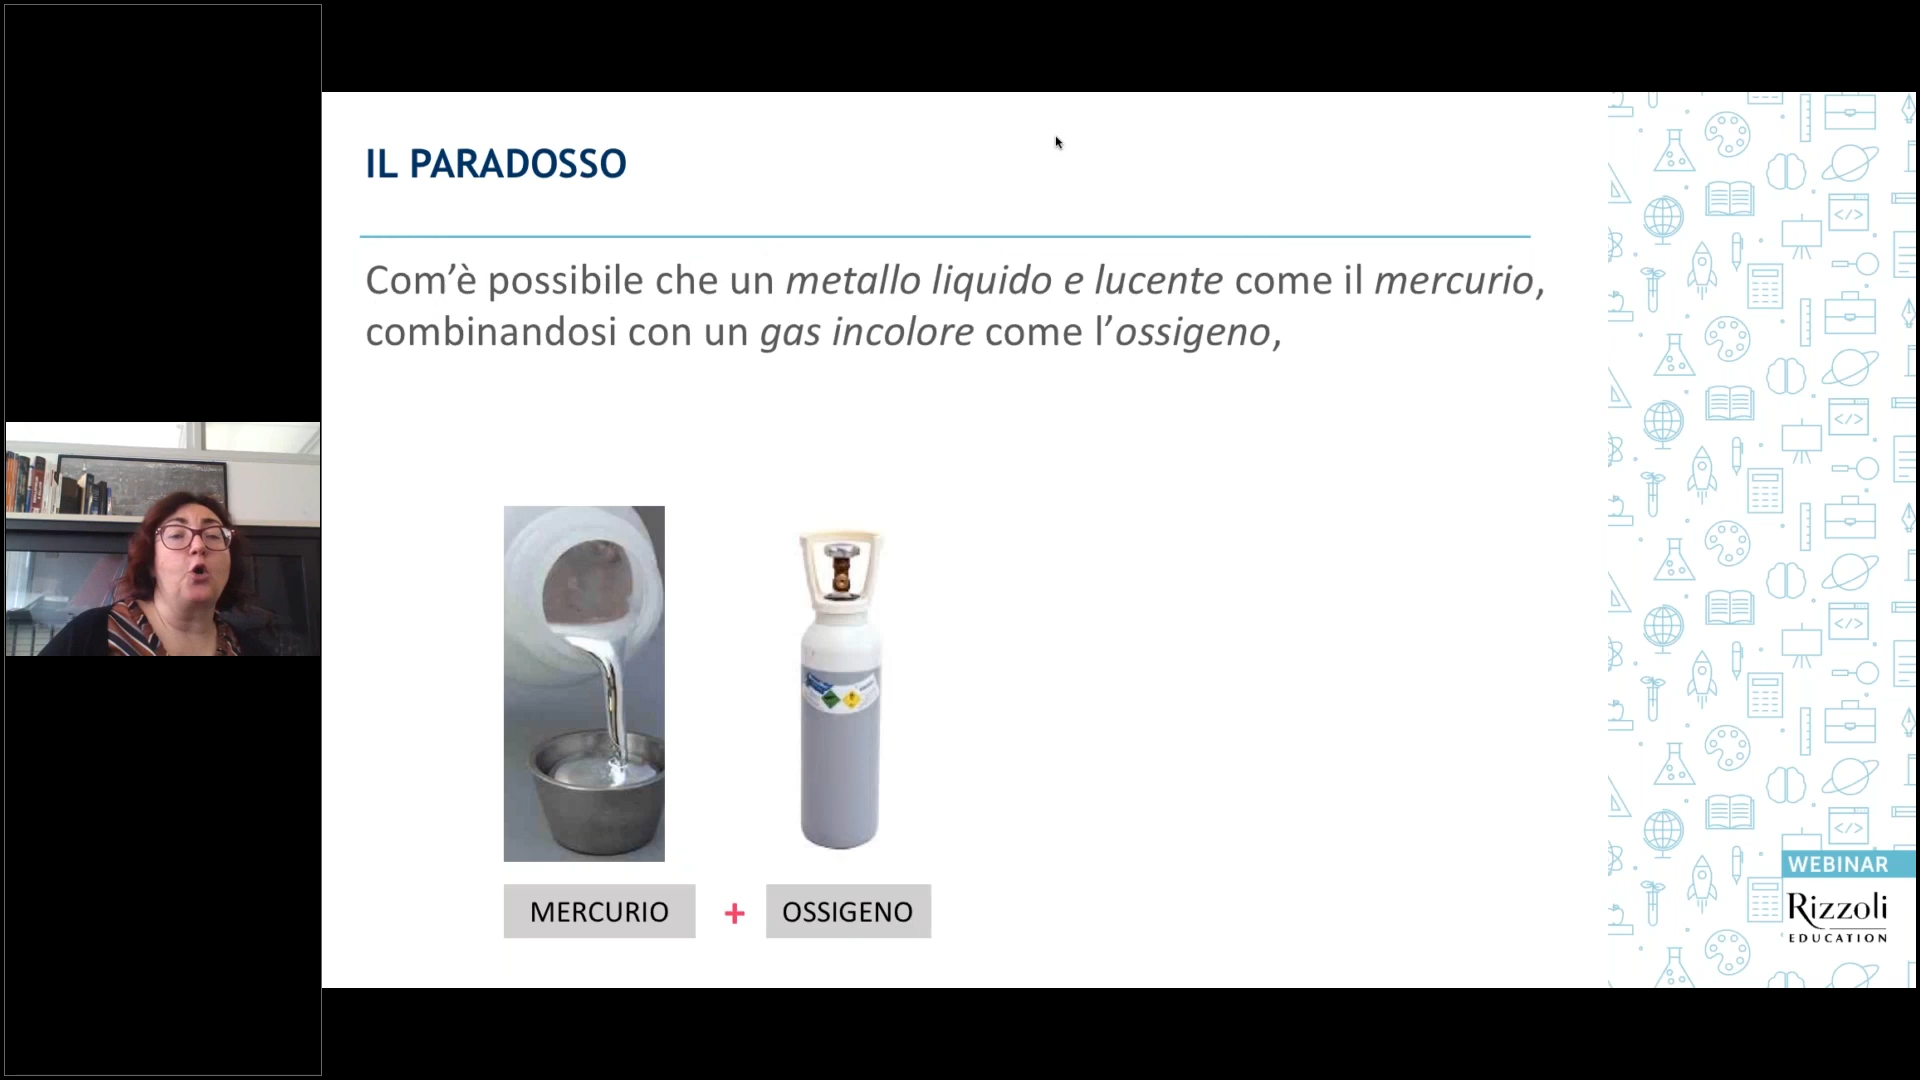 IL PARADOSSO
Com’è possibile che un metallo liquido e lucente come il mercurio,
combinandosi con un gas incolore come l’ossigeno,
MERCURIO + OSSIGENO
</>
</>
</>
</>
WEBINAR
Rizzoli
EDUCATION